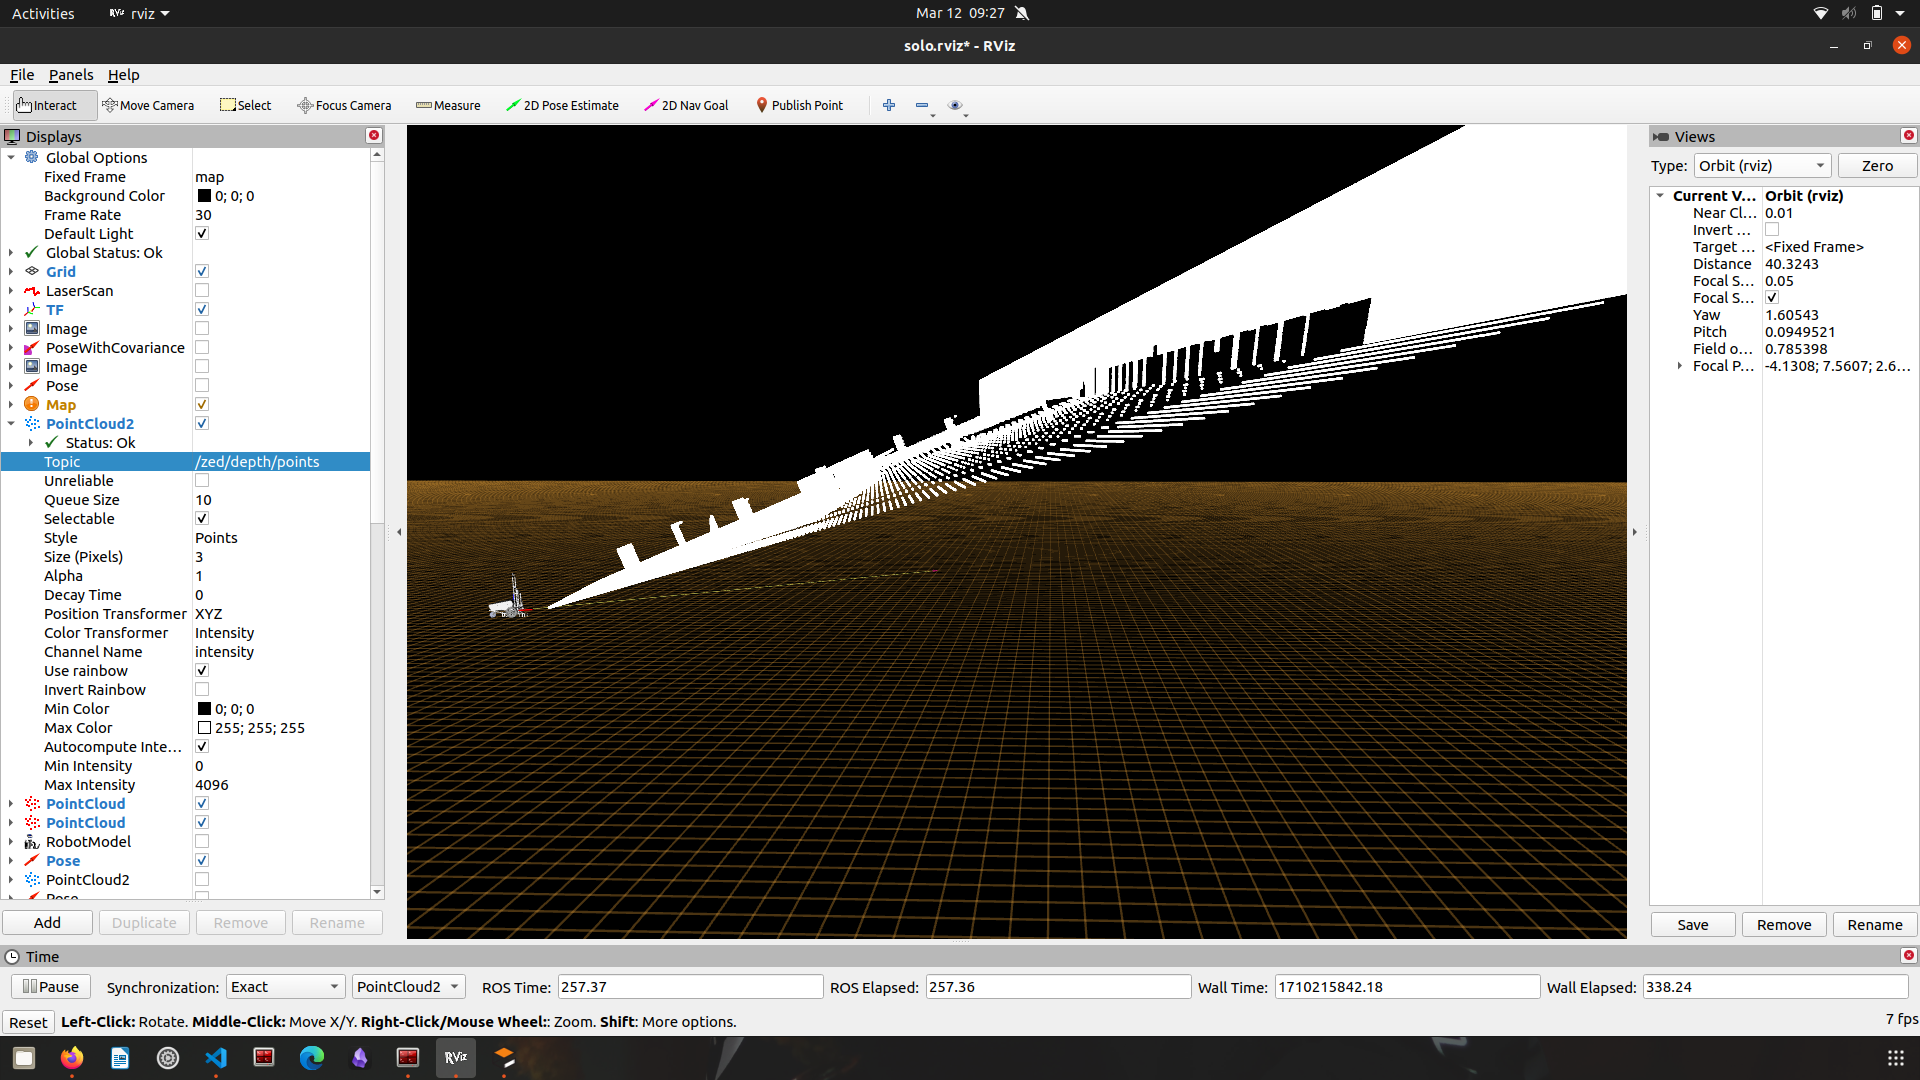 Activities rviz Mar 12 09:27
solo.rviz* - RViz
File Panels Help
Interact Move Camera Select Focus Camera Measure 2D Pose Estimate 2D Nav Goal Publish Point
Displays
Global Options
Fixed Frame map
Background Color 0; 0; 0
Frame Rate 30
Default Light
Global Status: Ok
Grid
LaserScan
TF
Image
PoseWithCovariance
Image
Pose
Map
PointCloud2
Status: Ok
Topic /zed/depth/points
Unreliable
Queue Size 10
Selectable
Style Points
Size (Pixels) 3
Alpha 1
Decay Time 0
Position Transformer XYZ
Color Transformer Intensity
Channel Name intensity
Use rainbow
Invert Rainbow
Min Color 0; 0; 0
Max Color 255; 255; 255
Autocompute Inte...
Min Intensity 0
Max Intensity 4096
PointCloud
PointCloud
RobotModel
Pose
PointCloud2
Pose
Add Duplicate Remove Rename
Views
Type: Orbit (rviz) Zero
Current V... Orbit (rviz)
Near Cl... 0.01
Invert ...
Target ... <Fixed Frame>
Distance 40.3243
Focal S... 0.05
Focal S...
Yaw 1.60543
Pitch 0.0949521
Field o... 0.785398
Focal P... -4.1308; 7.5607; 2.6...
Save Remove Rename
Time
Pause Synchronization: Exact PointCloud2 ROS Time: 257.37 ROS Elapsed: 257.36 Wall Time: 1710215842.18 Wall Elapsed: 338.24
Reset Left-Click: Rotate. Middle-Click: Move X/Y. Right-Click/Mouse Wheel:: Zoom. Shift: More options. 7 fps
RViz